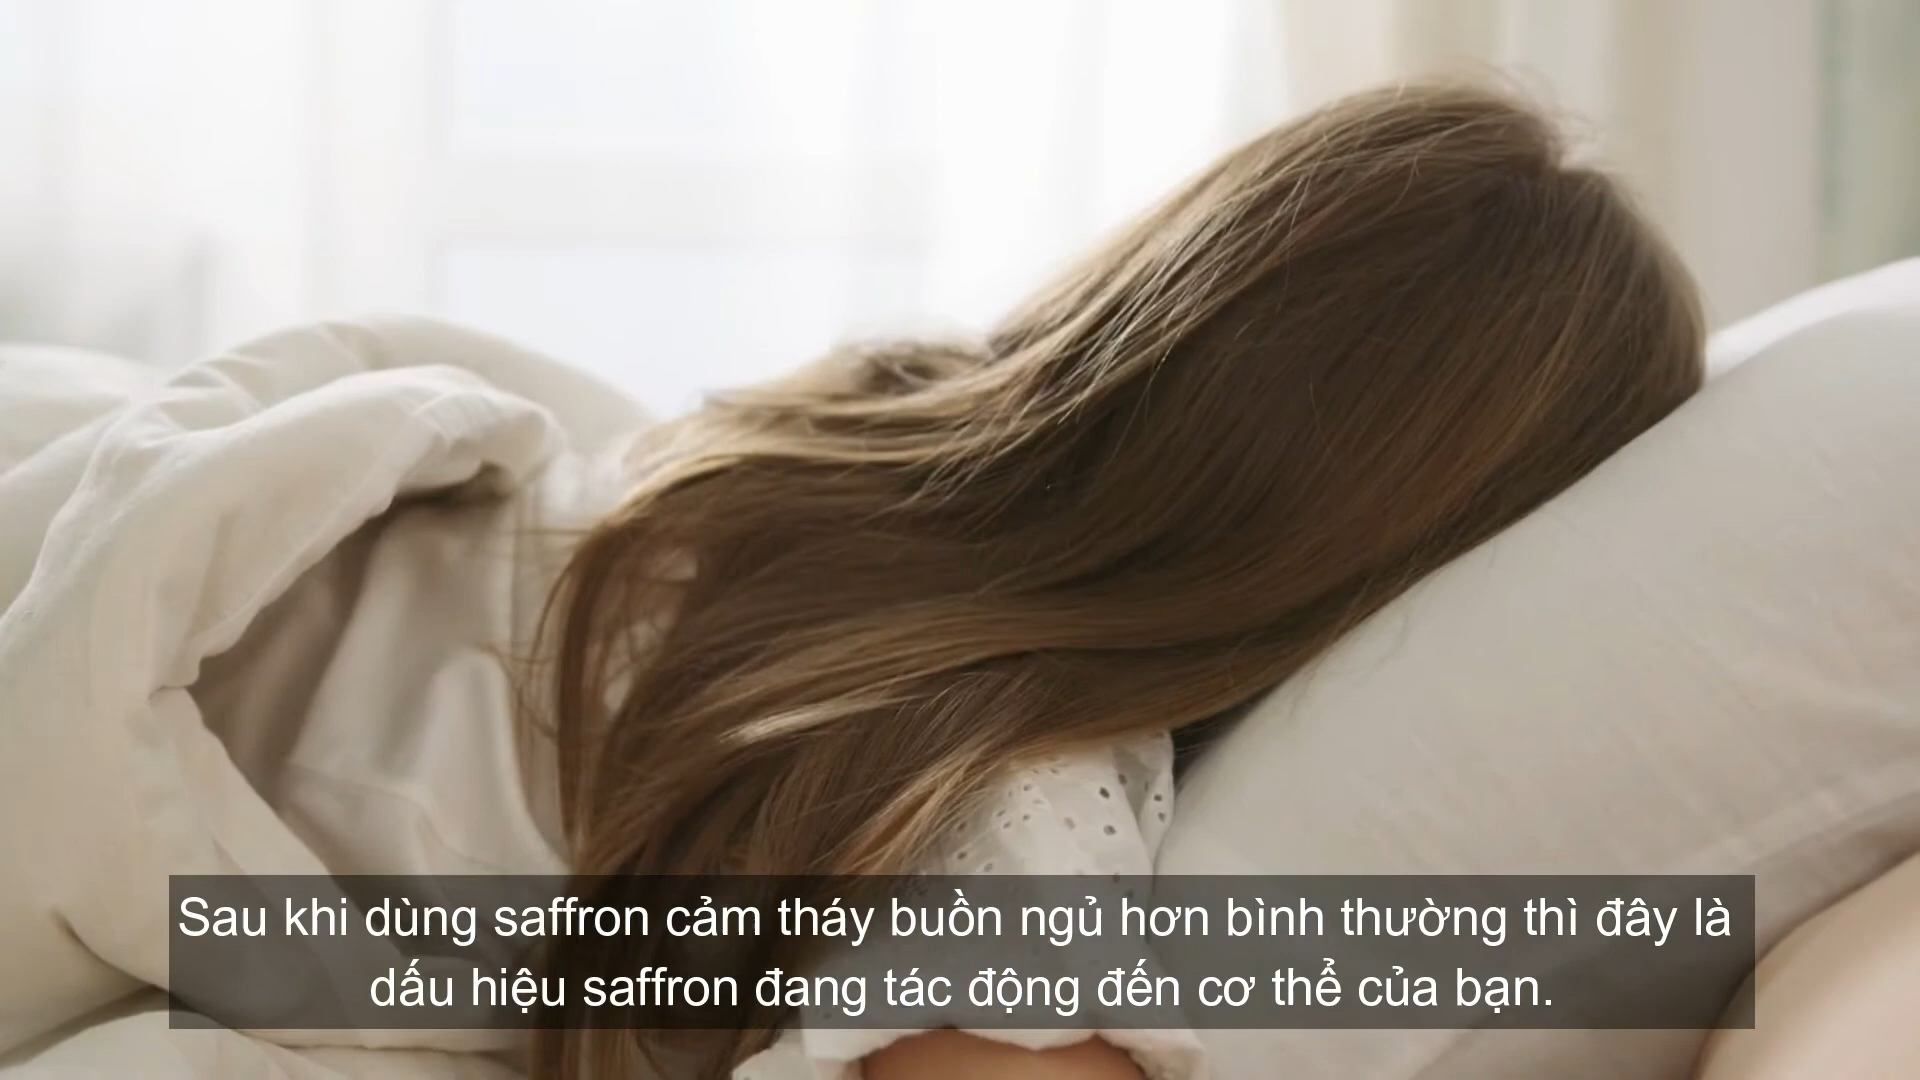 Sau khi dùng saffron cảm tháy buồn ngủ hơn bình thường thì đây là
dấu hiệu saffron đang tác động đến cơ thể của bạn.